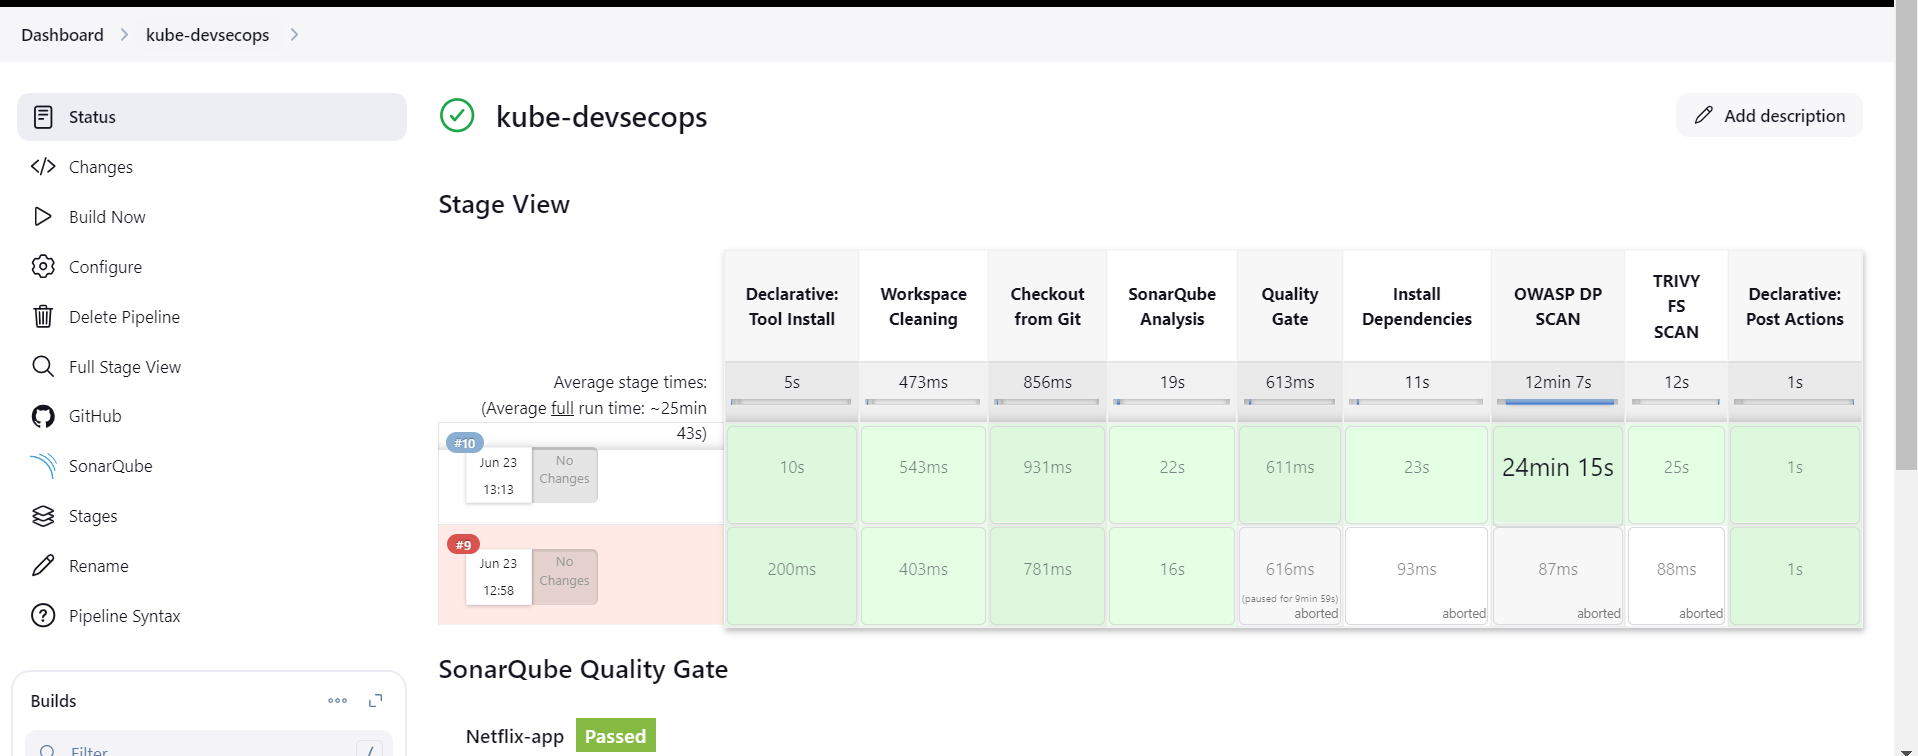 Dashboard
kube-devsecops
Status
Changes
Build Now
Configure
Delete Pipeline
Full Stage View
GitHub
SonarQube
Stages
Rename
Pipeline Syntax
Builds
Filter
/
kube-devsecops
Add description
Stage View
Declarative:
Tool Install
Workspace
Cleaning
Checkout
from Git
SonarQube
Analysis
Quality
Gate
Install
Dependencies
OWASP DP
SCAN
TRIVY
FS
SCAN
Declarative:
Post Actions
Average stage times:
(Average full run time: ~25min
43s)
5s
473ms
856ms
19s
613ms
11s
12min 7s
12s
1s
#10
Jun 23
13:13
No
Changes
10s
543ms
931ms
22s
611ms
23s
24min 15s
25s
1s
#9
Jun 23
12:58
No
Changes
200ms
403ms
781ms
16s
616ms
(paused for 9min 59s)
aborted
93ms
aborted
87ms
aborted
88ms
aborted
1s
SonarQube Quality Gate
Netflix-app Passed